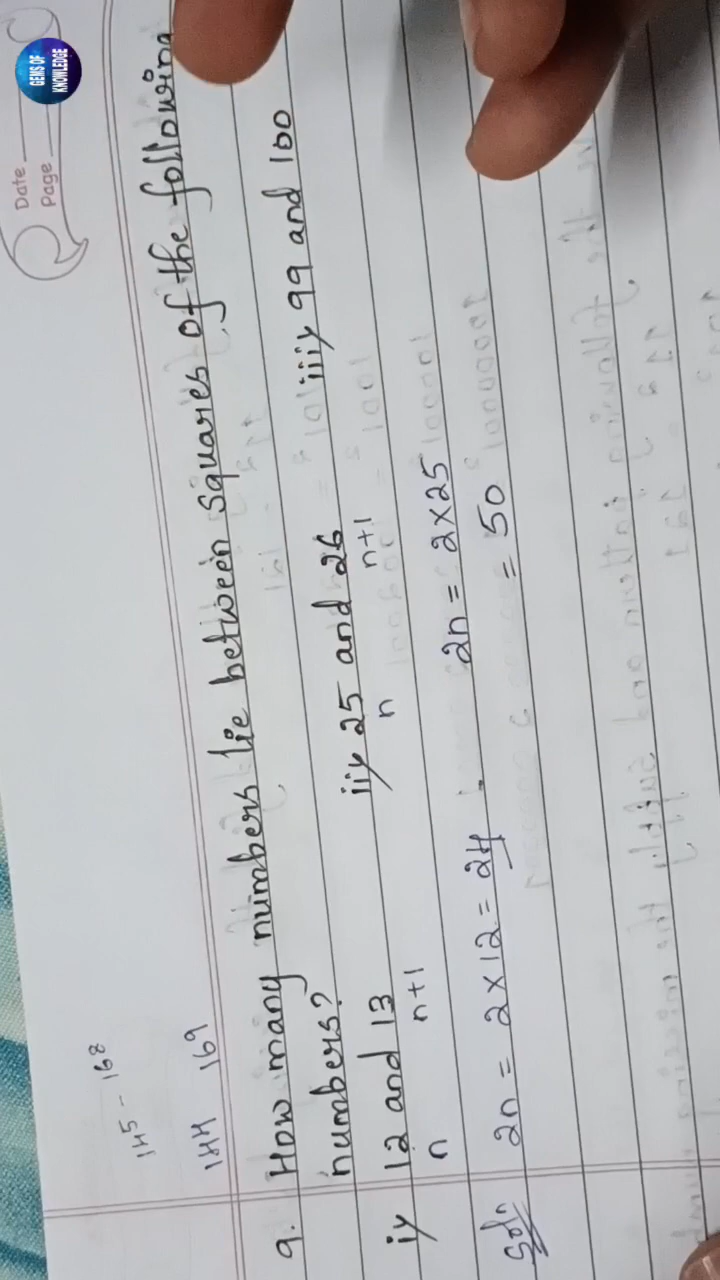 GEMS OF
KNOWLEDGE
Date
Page
145 - 168
144 169
9. How many numbers lie between squares of the following
numbers?
i) 12 and 13 ii) 25 and 26 iii) 99 and 100
n n+1 n n+1
Soln 2n = 2×12 = 24 2n = 2×25
= 50